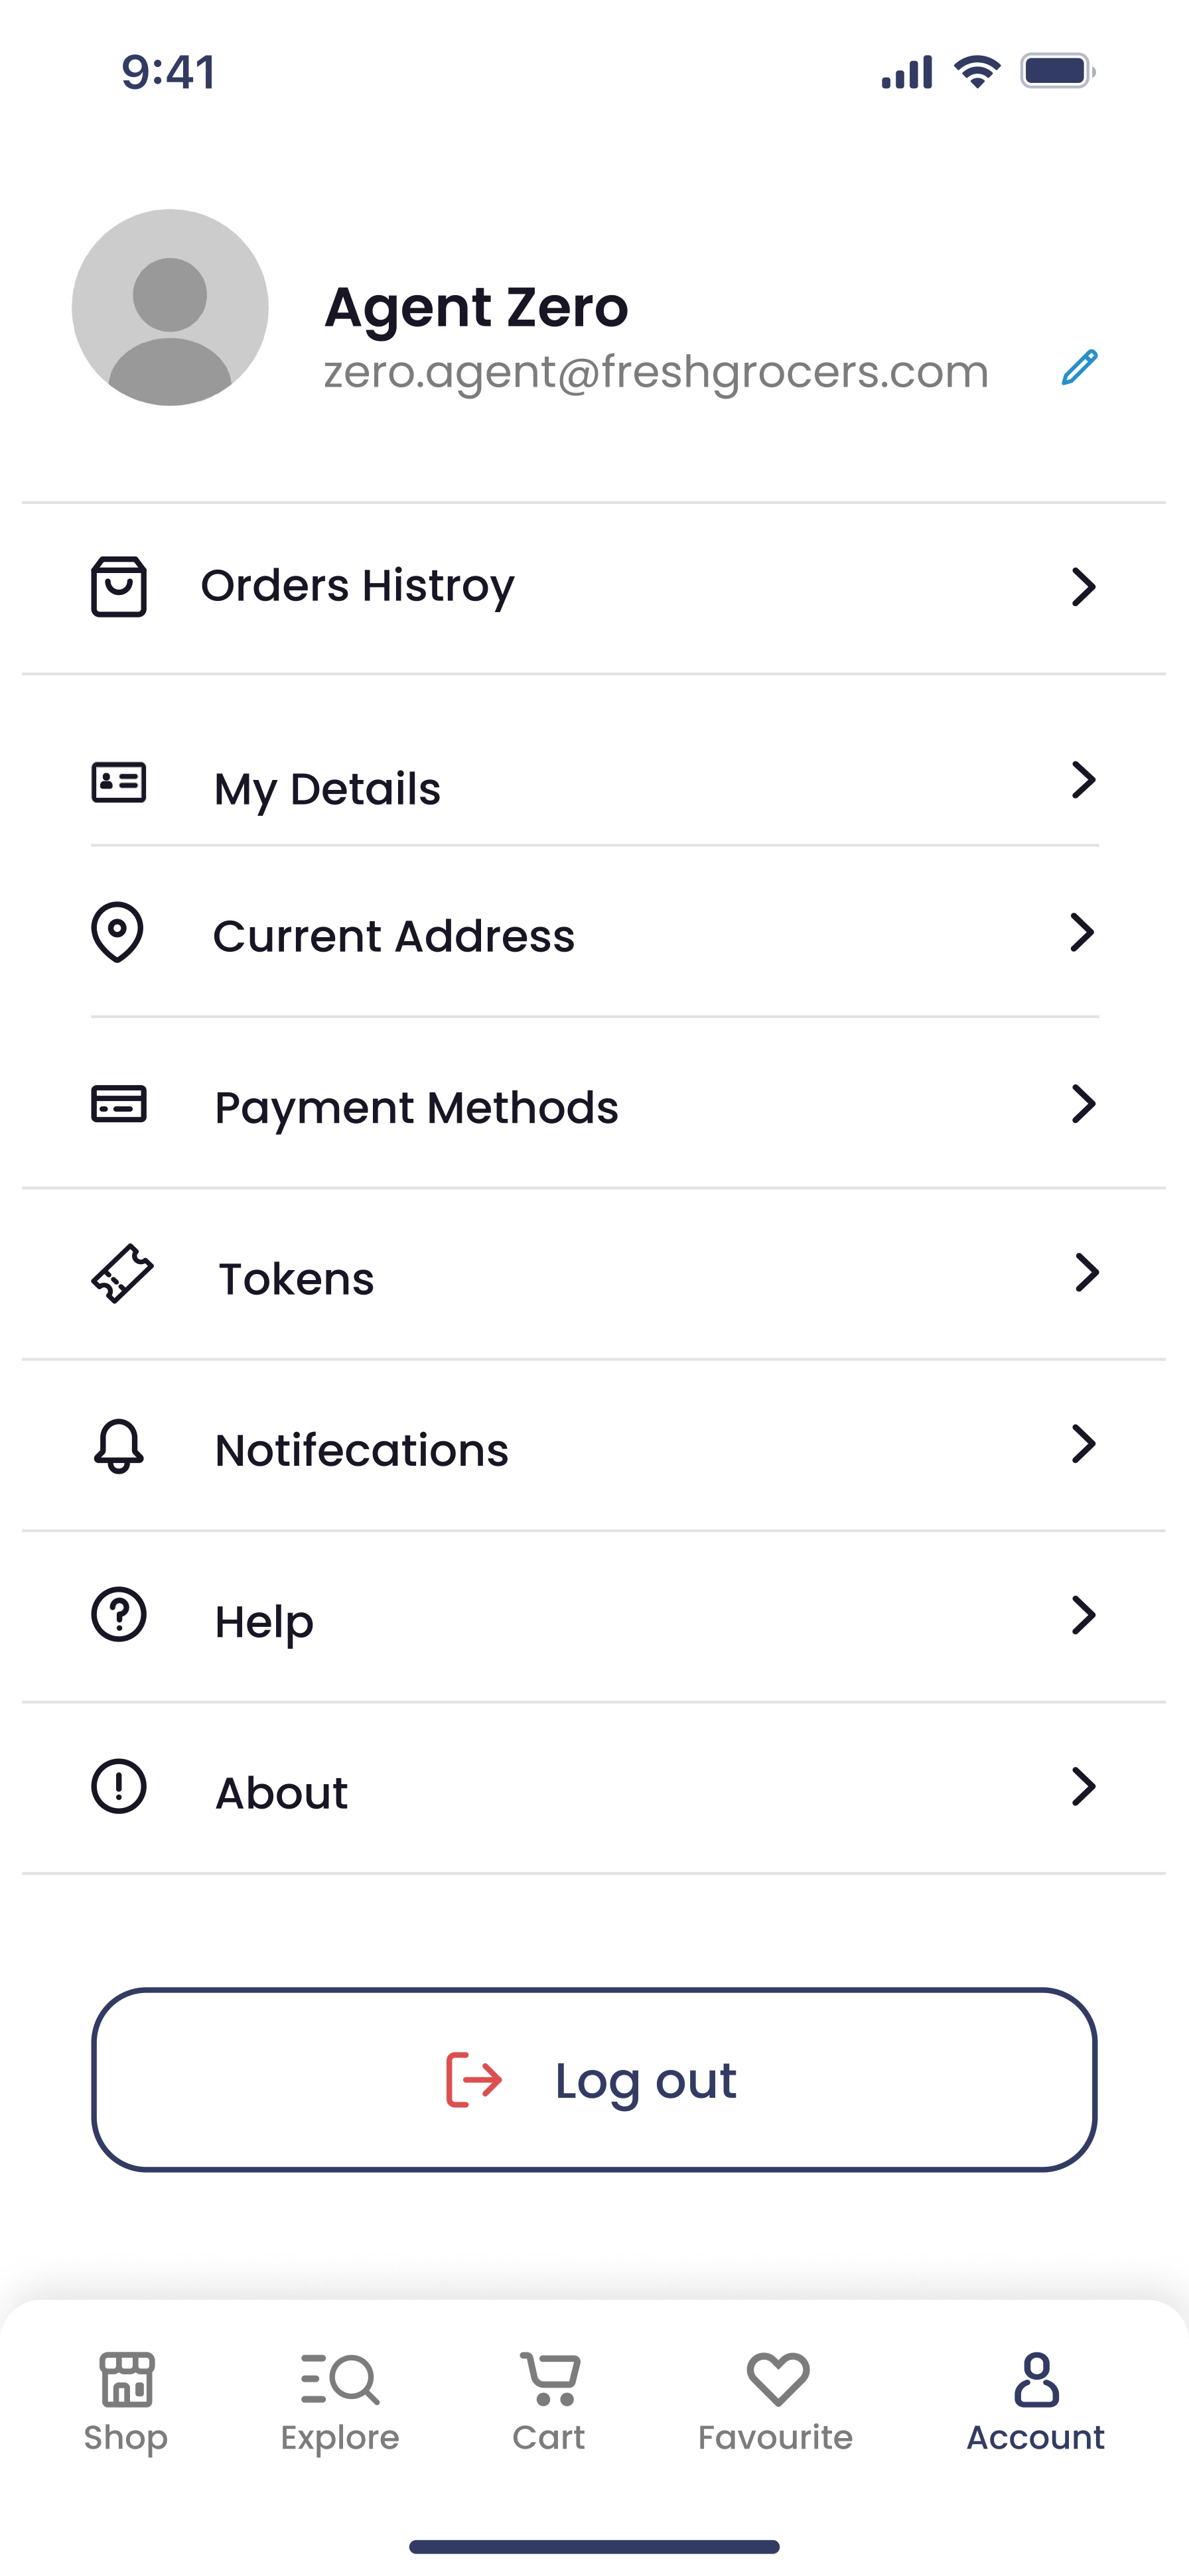 9:41
Agent Zero
zero.agent@freshgrocers.com
Orders Histroy
My Details
Current Address
Payment Methods
Tokens
Notifecations
Help
About
Log out
Shop Explore Cart Favourite Account